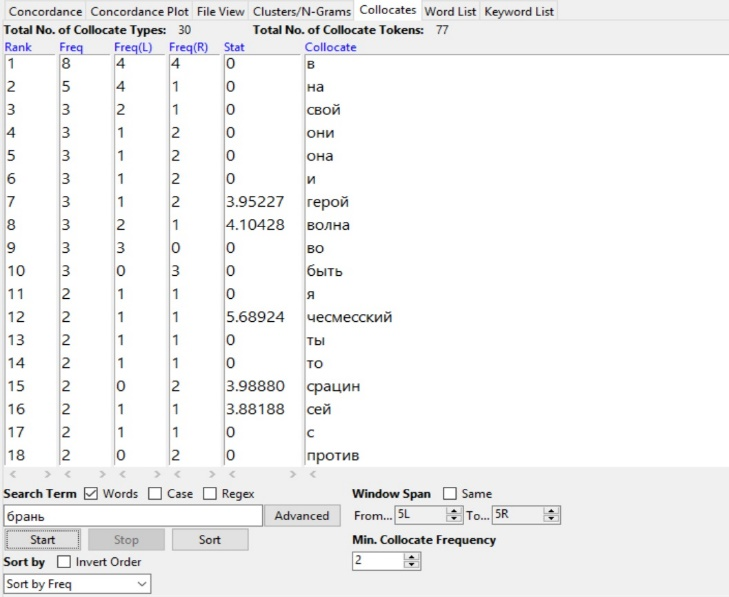 Concordance Concordance Plot File View Clusters/N-Grams Collocates Word List Keyword List
Total No. of Collocate Types: 30 Total No. of Collocate Tokens: 77
Rank Freq Freq(L) Freq(R) Stat Collocate
1 8 4 4 0 в
2 5 4 1 0 на
3 3 2 1 0 свой
4 3 1 2 0 они
5 3 1 2 0 она
6 3 1 2 0 и
7 3 1 2 3.95227 герой
8 3 2 1 4.10428 волна
9 3 3 0 0 во
10 3 0 3 0 быть
11 2 1 1 0 я
12 2 1 1 5.68924 чесмесский
13 2 1 1 0 ты
14 2 1 1 0 то
15 2 0 2 3.98880 срацин
16 2 1 1 3.88188 сей
17 2 1 1 0 с
18 2 0 2 0 против
Search Term Words Case Regex Window Span Same
брань Advanced From... 5L To... 5R
Start Stop Sort Min. Collocate Frequency
Sort by Invert Order 2
Sort by Freq